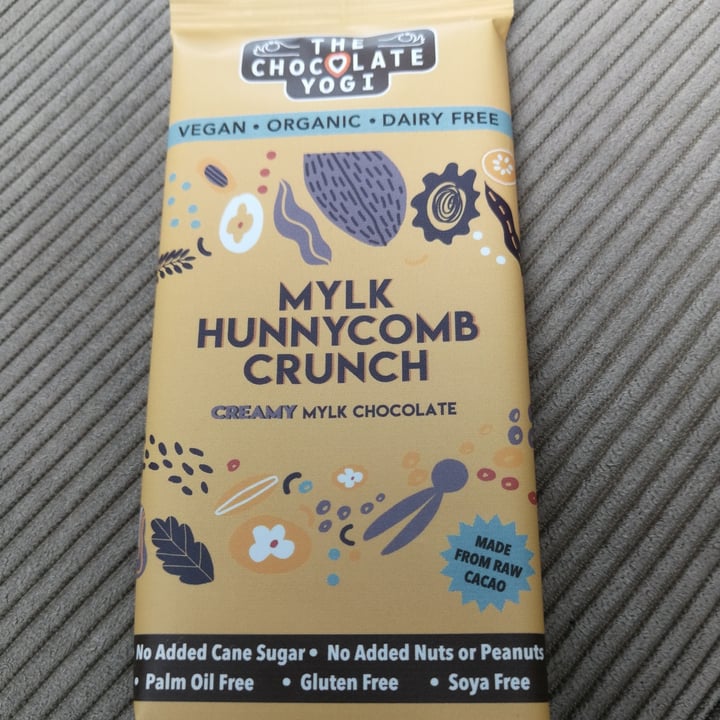 THE
CHOCOLATE
YOGI
VEGAN • ORGANIC • DAIRY FREE
MYLK
HUNNYCOMB
CRUNCH
CREAMY MYLK CHOCOLATE
MADE
FROM RAW
CACAO
No Added Cane Sugar • No Added Nuts or Peanuts
• Palm Oil Free • Gluten Free • Soya Free